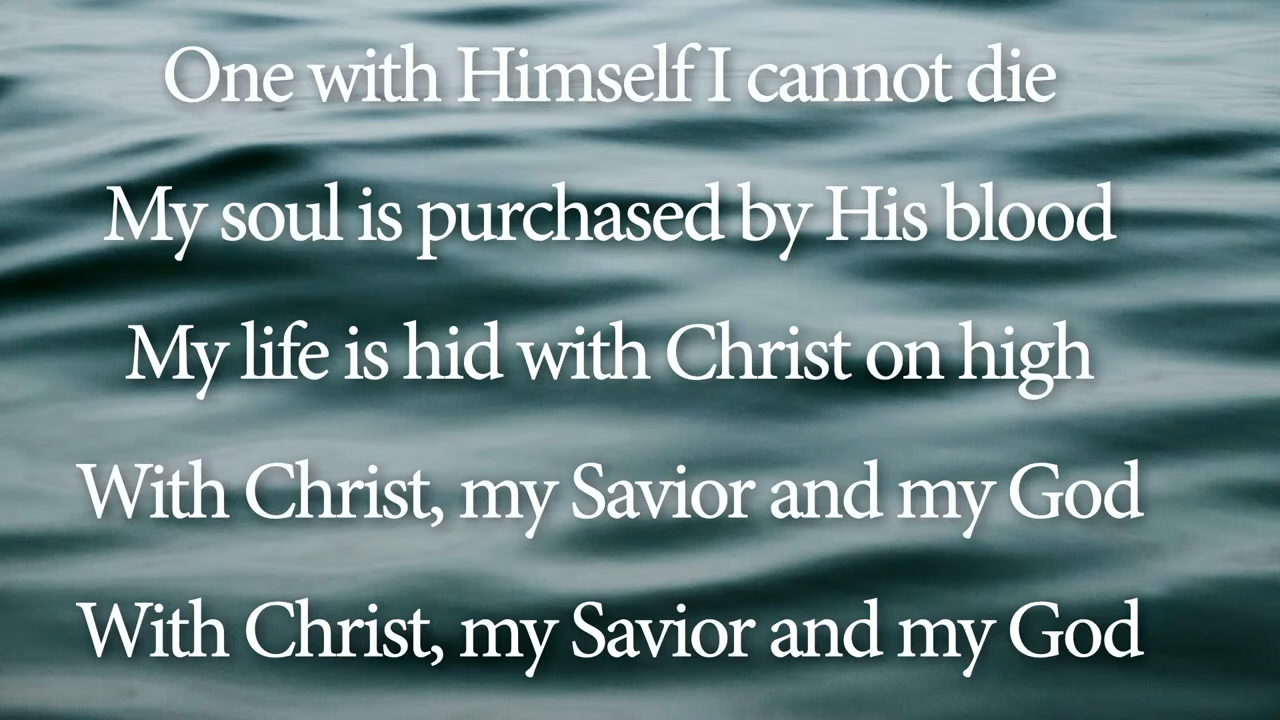 One with Himself I cannot die
My soul is purchased by His blood
My life is hid with Christ on high
With Christ, my Savior and my God
With Christ, my Savior and my God